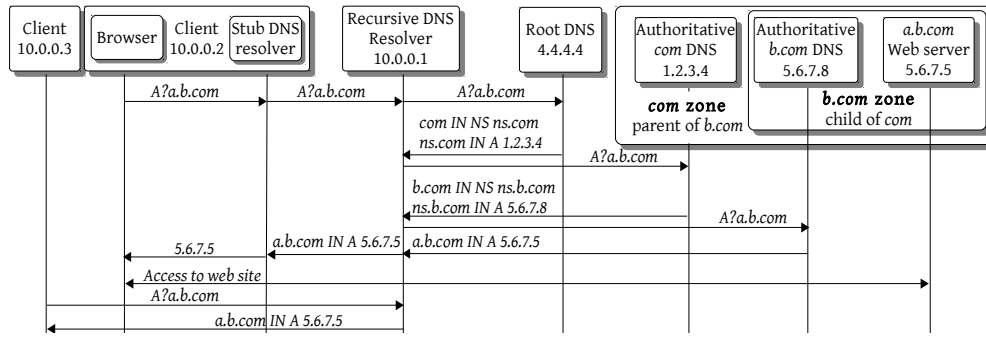 Client
10.0.0.3
Browser
Client
10.0.0.2
Stub DNS
resolver
Recursive DNS
Resolver
10.0.0.1
Root DNS
4.4.4.4
Authoritative
com DNS
1.2.3.4
Authoritative
b.com DNS
5.6.7.8
a.b.com
Web server
5.6.7.5
com zone
parent of b.com
b.com zone
child of com
A?a.b.com
A?a.b.com
A?a.b.com
com IN NS ns.com
ns.com IN A 1.2.3.4
A?a.b.com
b.com IN NS ns.b.com
ns.b.com IN A 5.6.7.8
A?a.b.com
5.6.7.5
a.b.com IN A 5.6.7.5
a.b.com IN A 5.6.7.5
Access to web site
A?a.b.com
a.b.com IN A 5.6.7.5